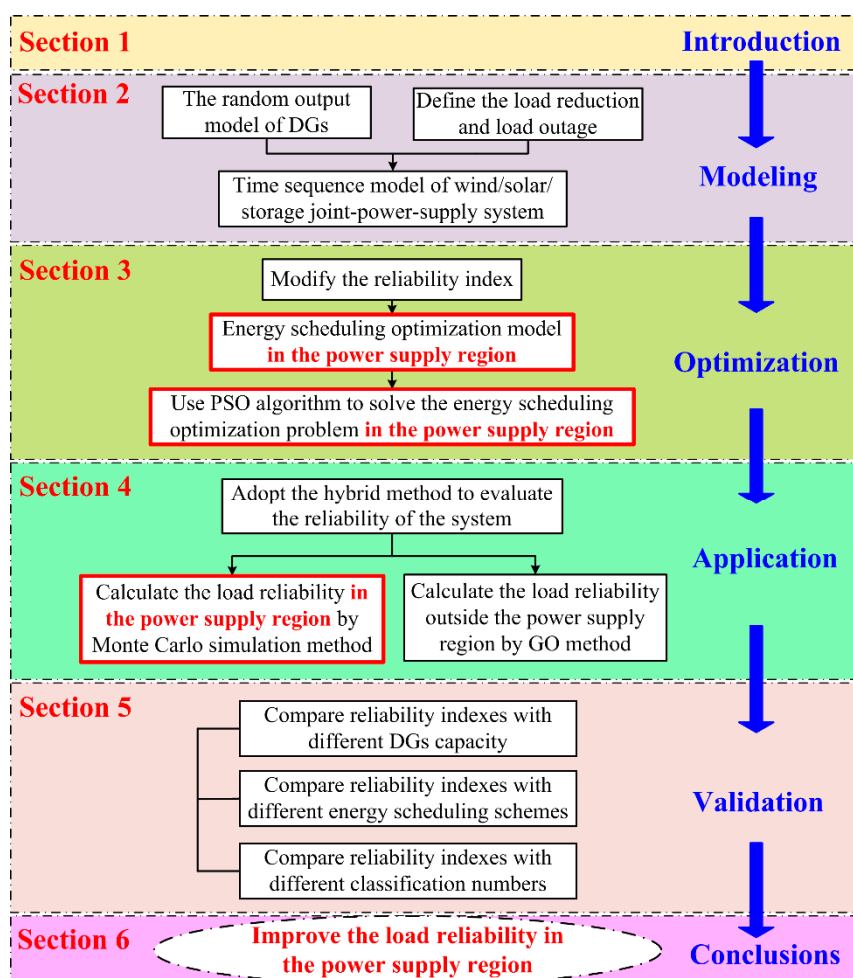 Section 1
Introduction
Section 2
The random output
model of DGs
Define the load reduction
and load outage
Time sequence model of wind/solar/
storage joint-power-supply system
Modeling
Section 3
Modify the reliability index
Energy scheduling optimization model
in the power supply region
Use PSO algorithm to solve the energy scheduling
optimization problem in the power supply region
Optimization
Section 4
Adopt the hybrid method to evaluate
the reliability of the system
Calculate the load reliability in
the power supply region by
Monte Carlo simulation method
Calculate the load reliability
outside the power supply
region by GO method
Application
Section 5
Compare reliability indexes with
different DGs capacity
Compare reliability indexes with
different energy scheduling schemes
Compare reliability indexes with
different classification numbers
Validation
Section 6
Improve the load reliability in
the power supply region
Conclusions